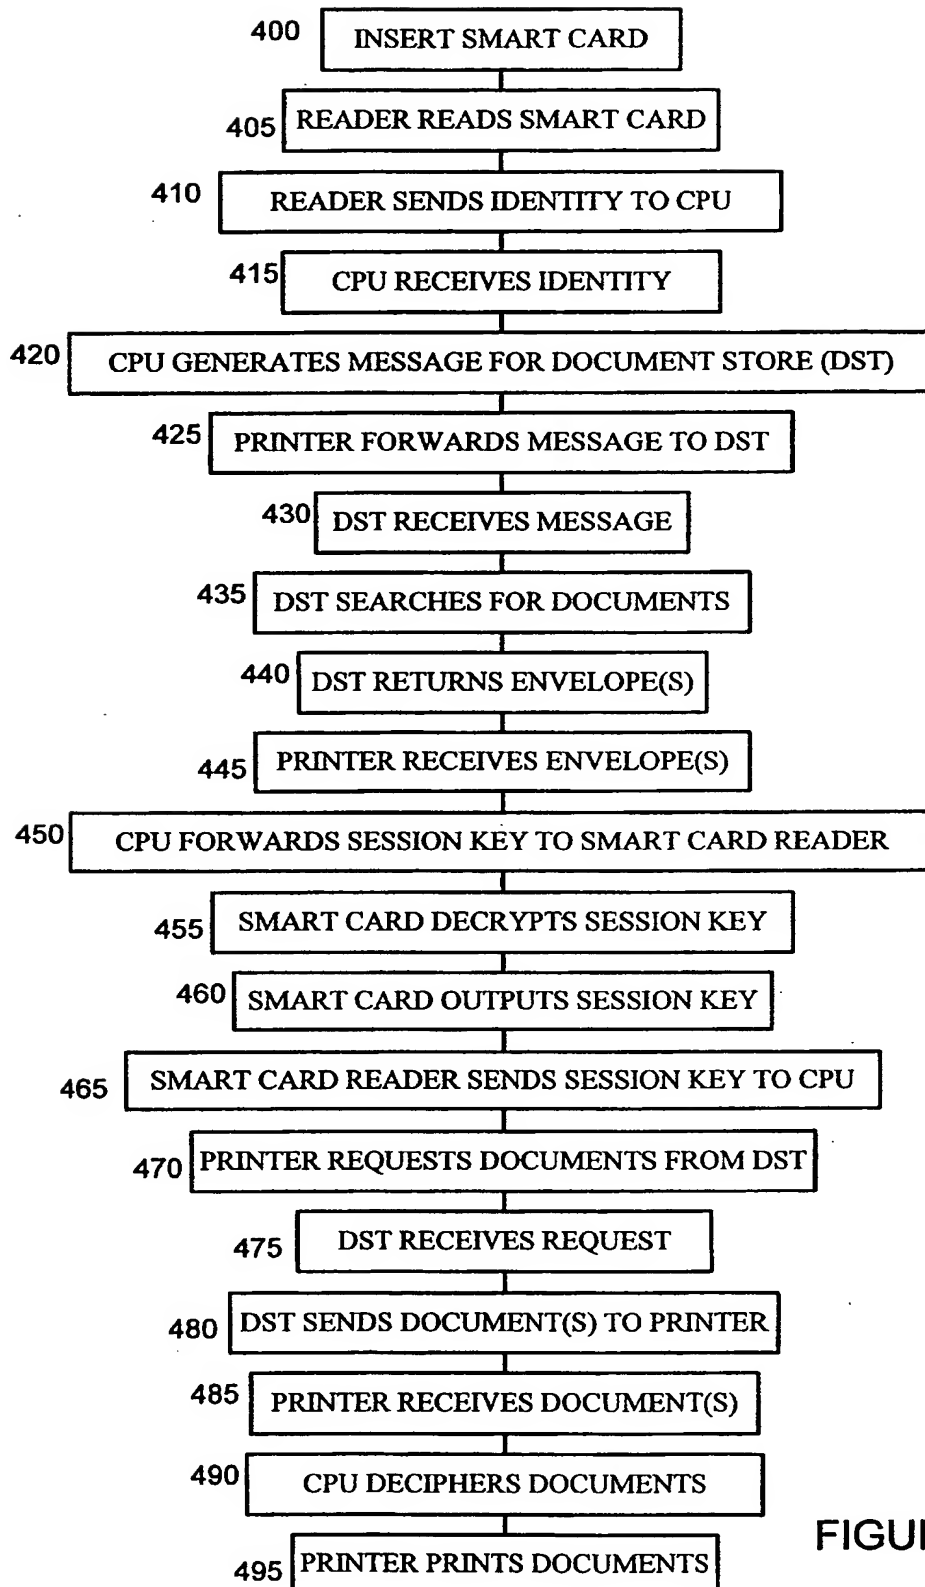 400 INSERT SMART CARD
405 READER READS SMART CARD
410 READER SENDS IDENTITY TO CPU
415 CPU RECEIVES IDENTITY
420 CPU GENERATES MESSAGE FOR DOCUMENT STORE (DST)
425 PRINTER FORWARDS MESSAGE TO DST
430 DST RECEIVES MESSAGE
435 DST SEARCHES FOR DOCUMENTS
440 DST RETURNS ENVELOPE(S)
445 PRINTER RECEIVES ENVELOPE(S)
450 CPU FORWARDS SESSION KEY TO SMART CARD READER
455 SMART CARD DECRYPTS SESSION KEY
460 SMART CARD OUTPUTS SESSION KEY
465 SMART CARD READER SENDS SESSION KEY TO CPU
470 PRINTER REQUESTS DOCUMENTS FROM DST
475 DST RECEIVES REQUEST
480 DST SENDS DOCUMENT(S) TO PRINTER
485 PRINTER RECEIVES DOCUMENT(S)
490 CPU DECIPHERS DOCUMENTS
495 PRINTER PRINTS DOCUMENTS